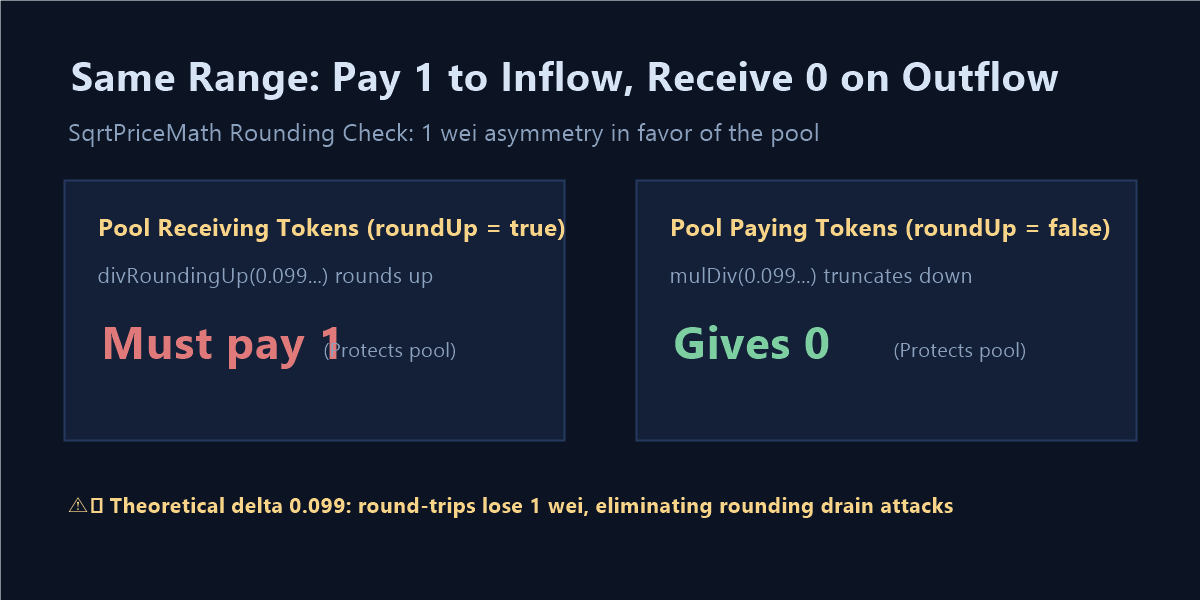 Same Range: Pay 1 to Inflow, Receive 0 on Outflow
SqrtPriceMath Rounding Check: 1 wei asymmetry in favor of the pool
Pool Receiving Tokens (roundUp = true)
divRoundingUp(0.099...) rounds up
Must pay 1 (Protects pool)
Pool Paying Tokens (roundUp = false)
mulDiv(0.099...) truncates down
Gives 0 (Protects pool)
⚠▯ Theoretical delta 0.099: round-trips lose 1 wei, eliminating rounding drain attacks